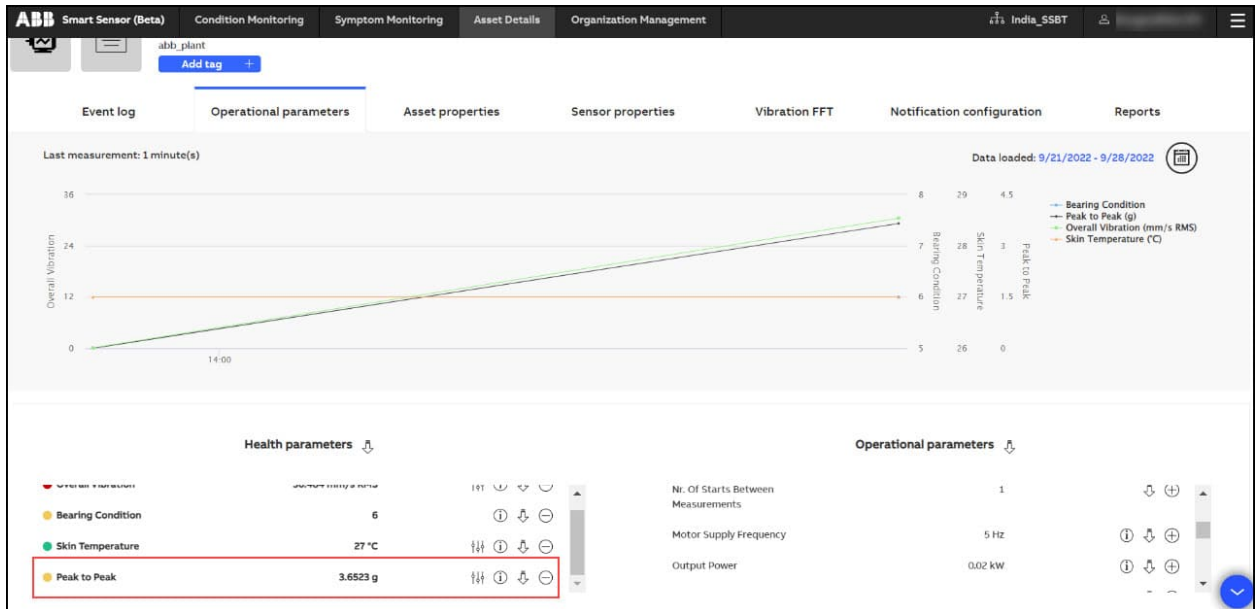 ABB Smart Sensor (Beta) Condition Monitoring Symptom Monitoring Asset Details Organization Management India_SSBT
abb_plant
Add tag +
Event log Operational parameters Asset properties Sensor properties Vibration FFT Notification configuration Reports
Last measurement: 1 minute(s)
Data loaded: 9/21/2022 - 9/28/2022
36 8 29 4.5
24 7 28 3
12 6 27 1.5
0 5 26 0
14:00
Overall Vibration
Bearing Condition
Skin Temperature
Peak to Peak
Bearing Condition
Peak to Peak (g)
Overall Vibration (mm/s RMS)
Skin Temperature (°C)
Health parameters
Overall Vibration mm/s RMS
Bearing Condition 6
Skin Temperature 27 °C
Peak to Peak 3.6523 g
Operational parameters
Nr. Of Starts Between 1
Measurements
Motor Supply Frequency 5 Hz
Output Power 0.02 kW